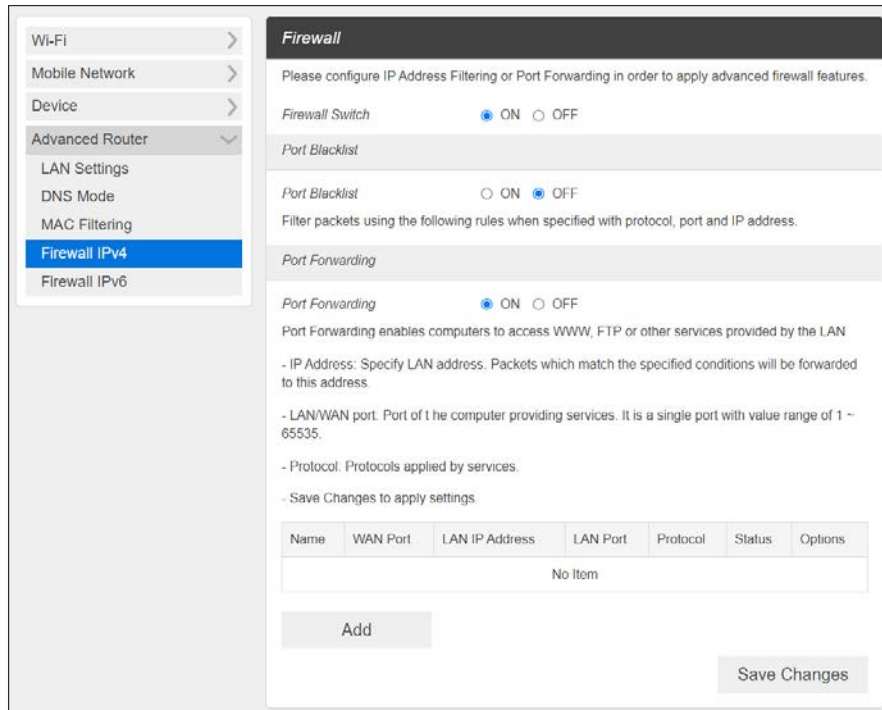 Wi-Fi
Mobile Network
Device
Advanced Router
LAN Settings
DNS Mode
MAC Filtering
Firewall IPv4
Firewall IPv6
Firewall
Please configure IP Address Filtering or Port Forwarding in order to apply advanced firewall features.
Firewall Switch ON OFF
Port Blacklist
Port Blacklist ON OFF
Filter packets using the following rules when specified with protocol, port and IP address.
Port Forwarding
Port Forwarding ON OFF
Port Forwarding enables computers to access WWW, FTP or other services provided by the LAN
- IP Address: Specify LAN address. Packets which match the specified conditions will be forwarded
to this address.
- LAN/WAN port: Port of t he computer providing services. It is a single port with value range of 1 ~
65535.
- Protocol: Protocols applied by services.
- Save Changes to apply settings.
Name WAN Port LAN IP Address LAN Port Protocol Status Options
No Item
Add
Save Changes